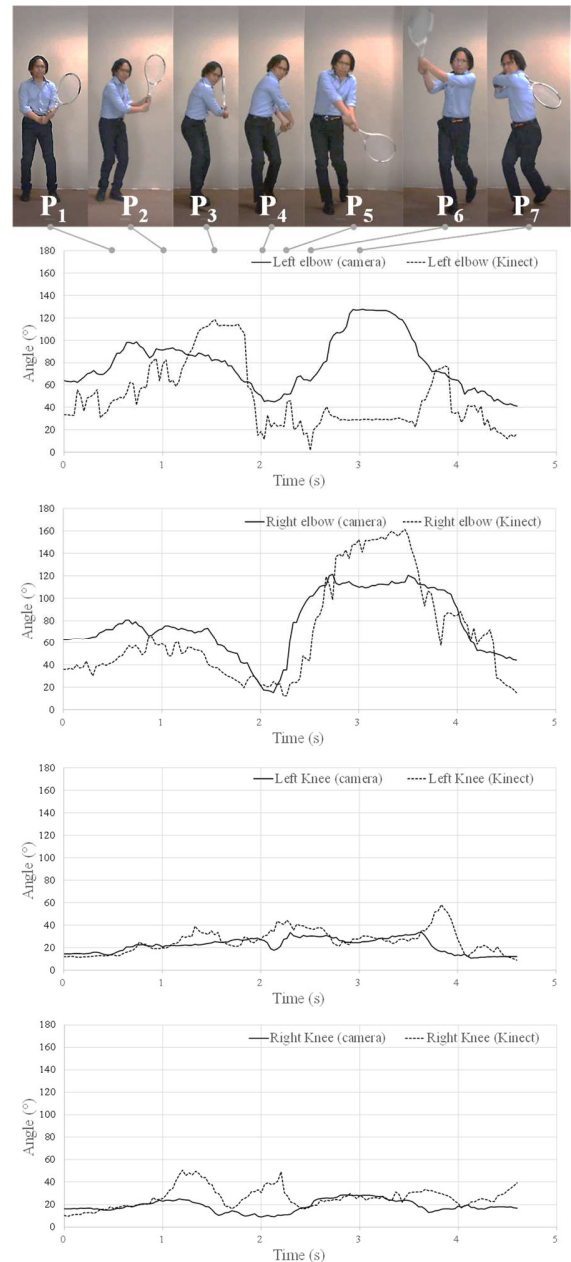 P1 P2 P3 P4 P5 P6 P7
Left elbow (camera) Left elbow (Kinect)
Angle (°)
180
160
140
120
100
80
60
40
20
0
0 1 2 3 4 5
Time (s)
Right elbow (camera) Right elbow (Kinect)
Angle (°)
180
160
140
120
100
80
60
40
20
0
0 1 2 3 4 5
Time (s)
Left Knee (camera) Left Knee (Kinect)
Angle (°)
180
160
140
120
100
80
60
40
20
0
0 1 2 3 4 5
Time (s)
Right Knee (camera) Right Knee (Kinect)
Angle (°)
180
160
140
120
100
80
60
40
20
0
0 1 2 3 4 5
Time (s)